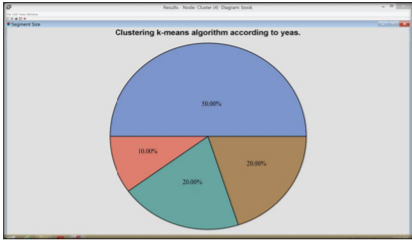 Results - Node: Cluster (4) Diagram: book
Segment Size
Clustering k-means algorithm according to yeas.
50.00%
10.00%
20.00%
20.00%